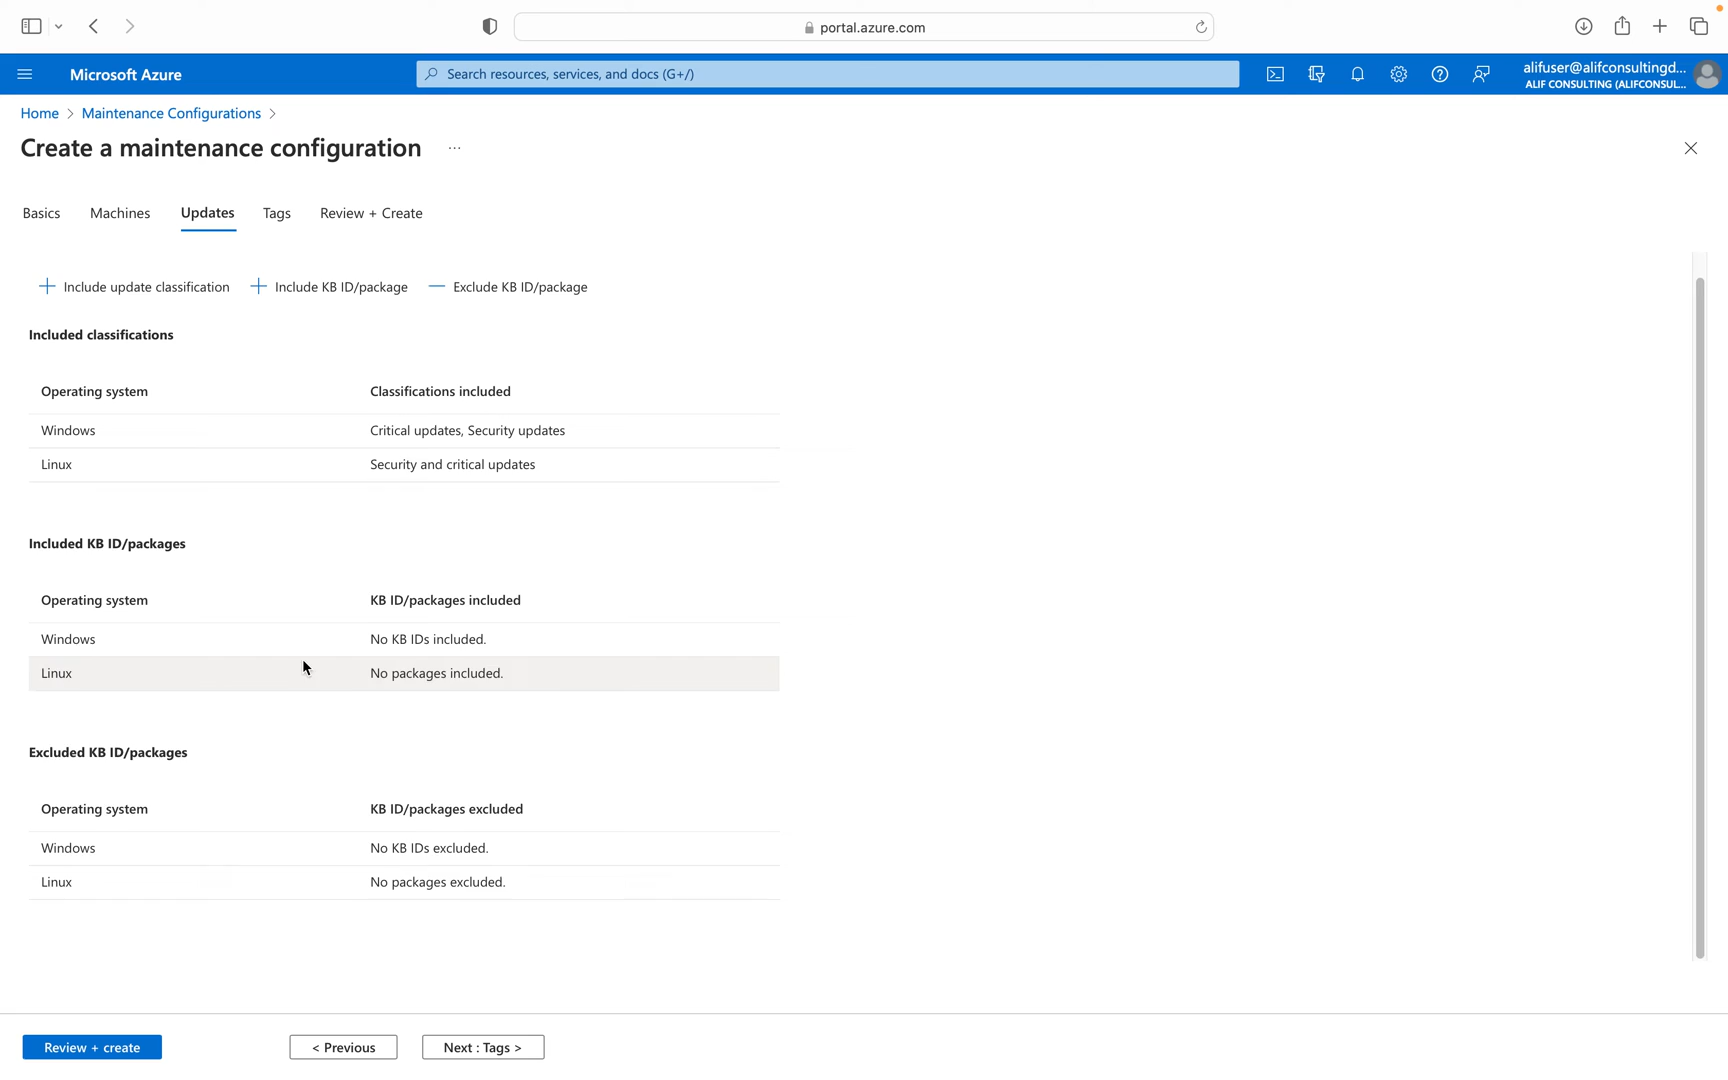 portal.azure.com
Microsoft Azure
Search resources, services, and docs (G+/)
alifuser@alifconsultingd...
ALIF CONSULTING (ALIFCONSUL...
Home > Maintenance Configurations >
Create a maintenance configuration ...
Basics Machines Updates Tags Review + Create
+ Include update classification + Include KB ID/package — Exclude KB ID/package
Included classifications
Operating system Classifications included
Windows Critical updates, Security updates
Linux Security and critical updates
Included KB ID/packages
Operating system KB ID/packages included
Windows No KB IDs included.
Linux No packages included.
Excluded KB ID/packages
Operating system KB ID/packages excluded
Windows No KB IDs excluded.
Linux No packages excluded.
Review + create < Previous Next : Tags >